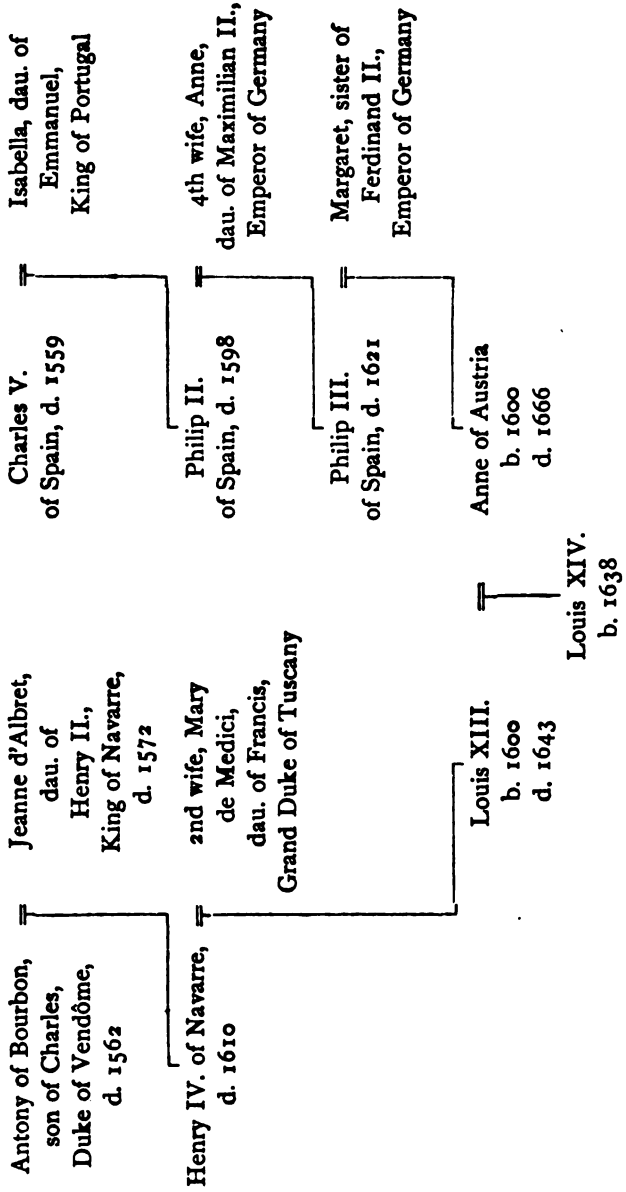 Antony of Bourbon,
son of Charles,
Duke of Vendôme,
d. 1562
Jeanne d'Albret,
dau. of
Henry II.,
King of Navarre,
d. 1572
Charles V.
of Spain, d. 1559
Isabella, dau. of
Emmanuel,
King of Portugal
Henry IV. of Navarre,
d. 1610
2nd wife, Mary
de Medici,
dau. of Francis,
Grand Duke of Tuscany
Philip II.
of Spain, d. 1598
4th wife, Anne,
dau. of Maximilian II.,
Emperor of Germany
Philip III.
of Spain, d. 1621
Margaret, sister of
Ferdinand II.,
Emperor of Germany
Louis XIII.
b. 1600
d. 1643
Anne of Austria
b. 1600
d. 1666
Louis XIV.
b. 1638